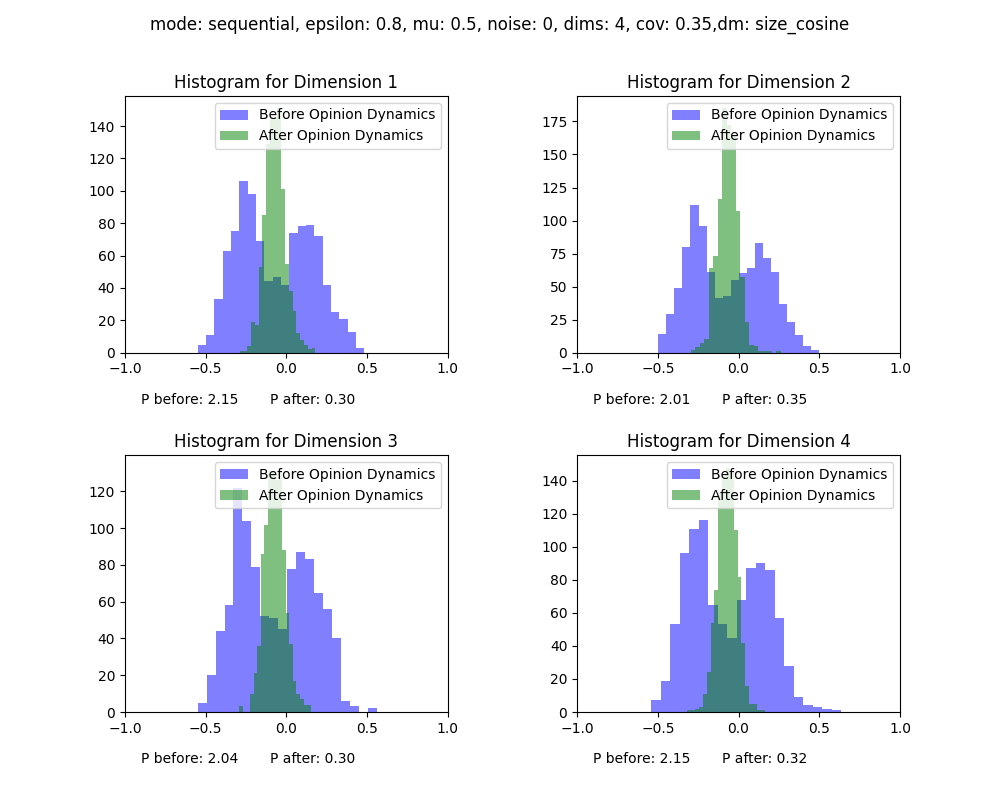 mode: sequential, epsilon: 0.8, mu: 0.5, noise: 0, dims: 4, cov: 0.35,dm: size_cosine
Histogram for Dimension 1
Before Opinion Dynamics
After Opinion Dynamics
140
120
100
80
60
40
20
0
−1.0 −0.5 0.0 0.5 1.0
P before: 2.15 P after: 0.30
Histogram for Dimension 2
Before Opinion Dynamics
After Opinion Dynamics
175
150
125
100
75
50
25
0
−1.0 −0.5 0.0 0.5 1.0
P before: 2.01 P after: 0.35
Histogram for Dimension 3
Before Opinion Dynamics
After Opinion Dynamics
120
100
80
60
40
20
0
−1.0 −0.5 0.0 0.5 1.0
P before: 2.04 P after: 0.30
Histogram for Dimension 4
Before Opinion Dynamics
After Opinion Dynamics
140
120
100
80
60
40
20
0
−1.0 −0.5 0.0 0.5 1.0
P before: 2.15 P after: 0.32